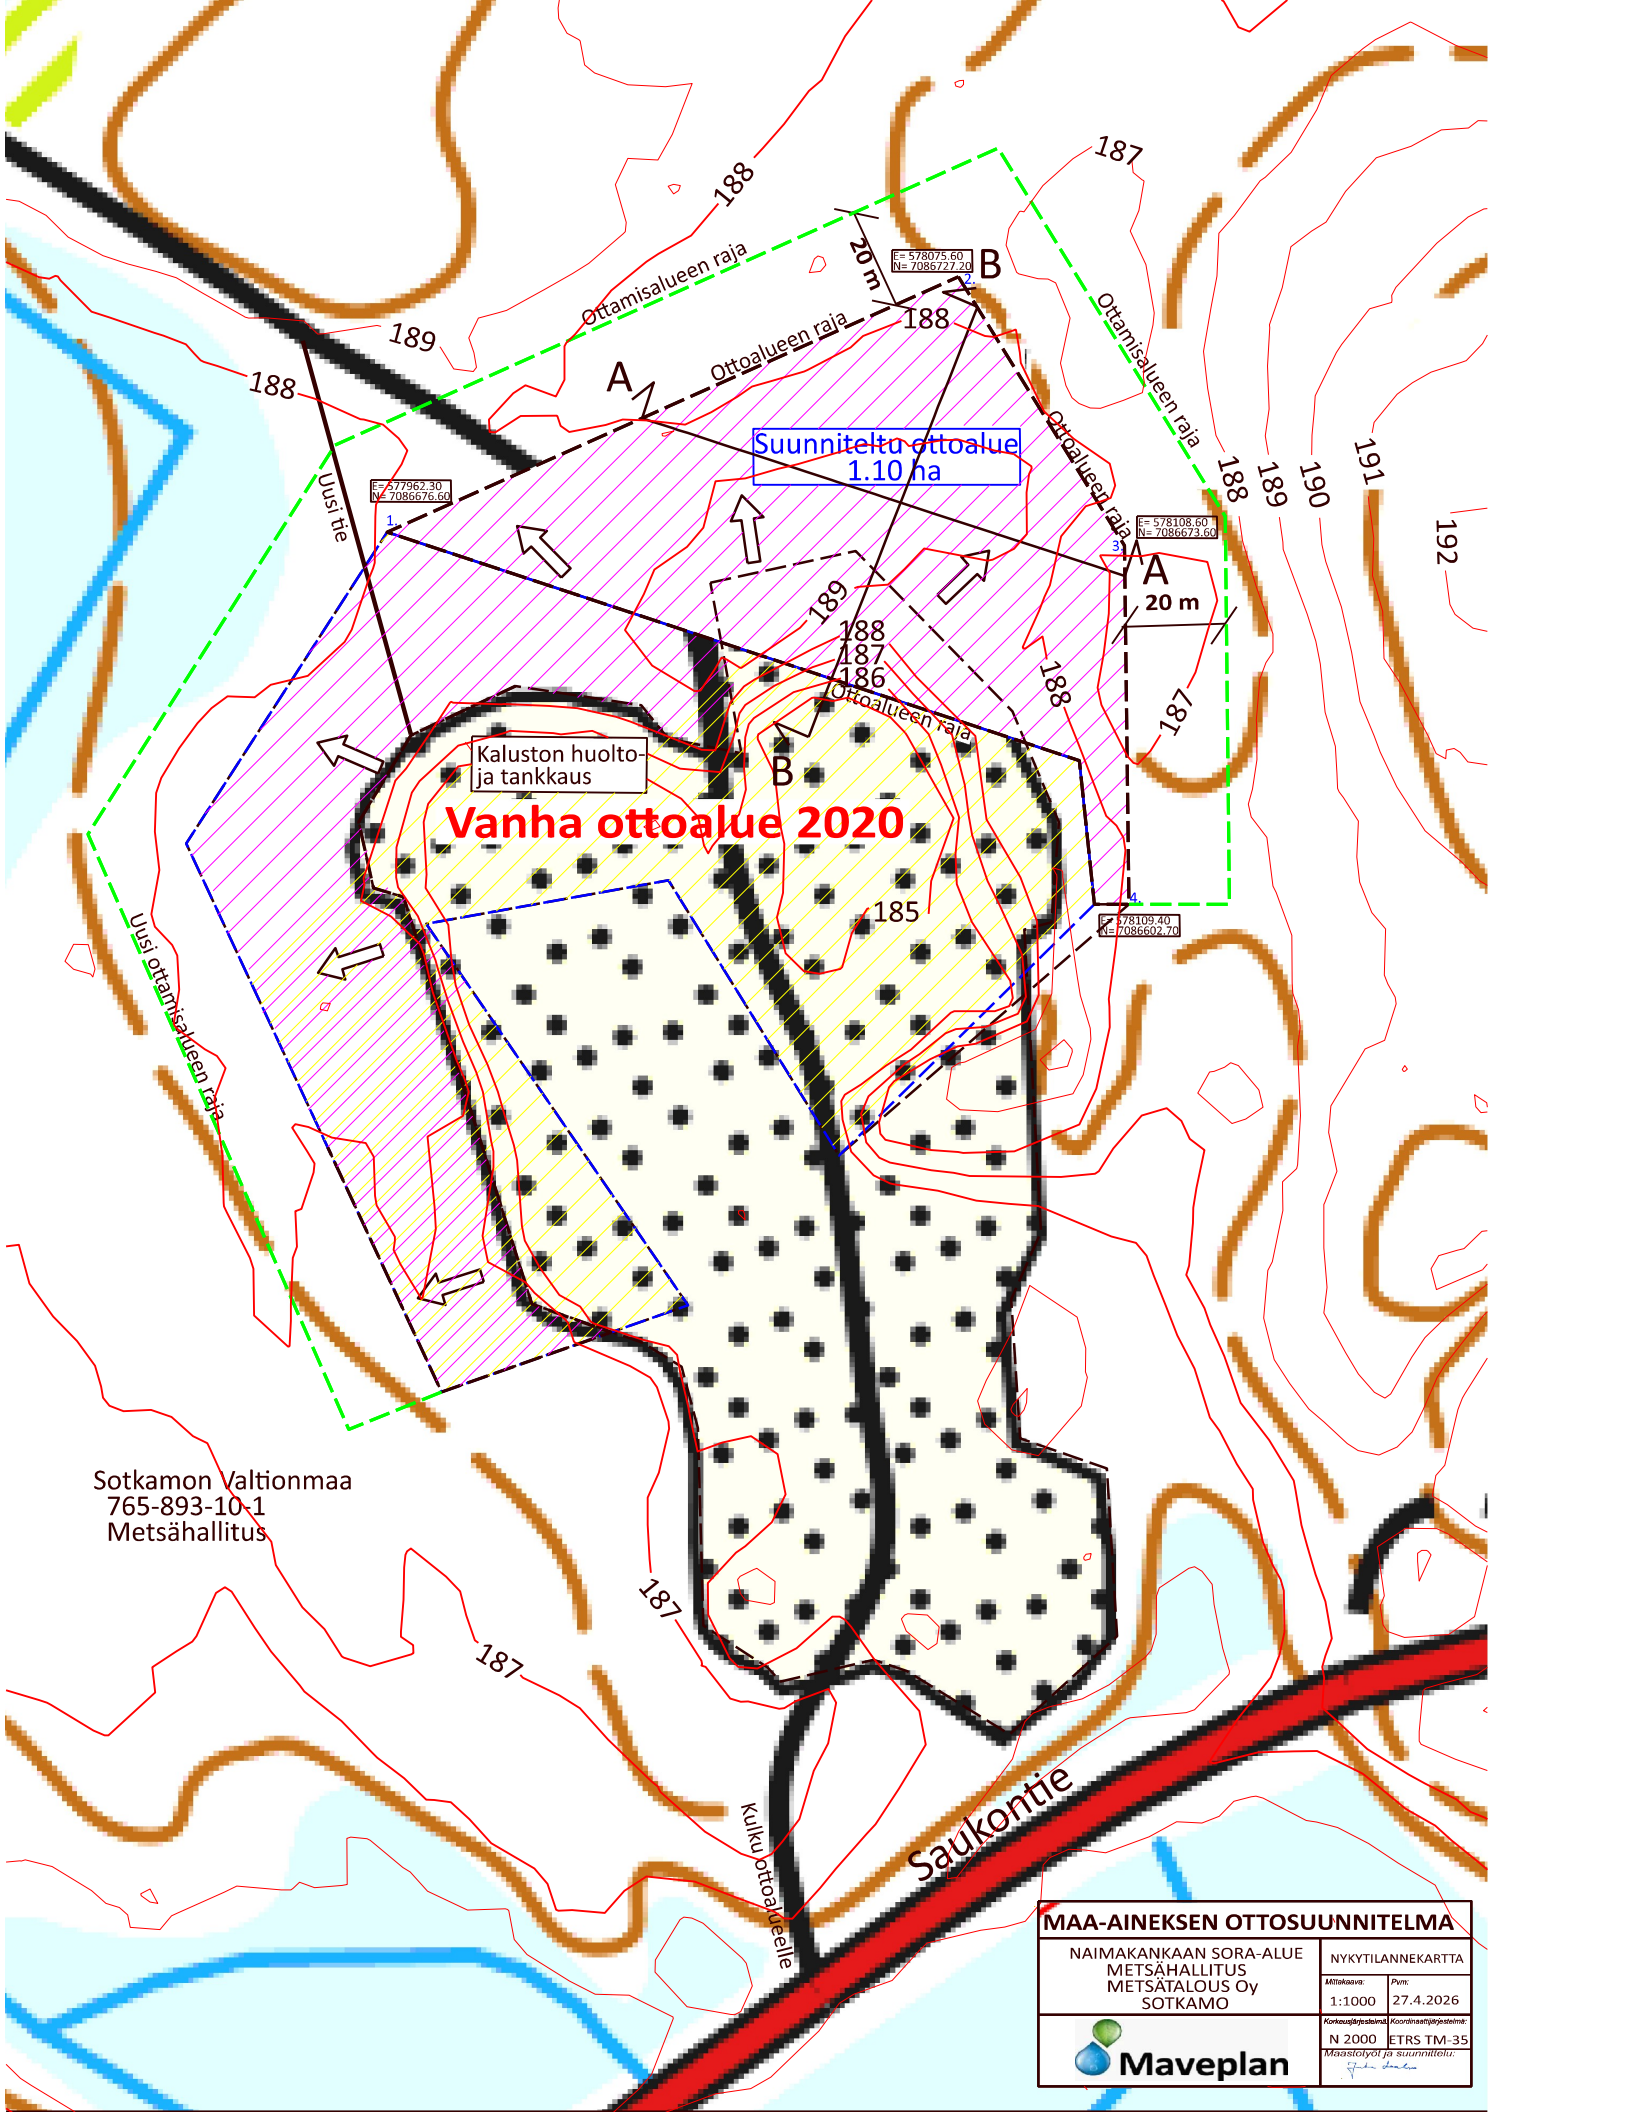 187
188
Ottamisalueen raja
20 m
E= 578075.60
N= 7086727.20
B
2.
189
188
188
Ottoalueen raja
A
Ottamisalueen raja
Suunniteltu ottoalue
1.10 ha
Ottoalueen raja
188
189
190
191
192
E= 577962.30
N= 7086676.60
1.
Uusi tie
E= 578108.60
N= 7086673.60
3.
A
20 m
189
188
187
186
Ottoalueen raja
188
187
Kaluston huolto-
ja tankkaus
B
Vanha ottoalue 2020
185
4.
E= 578109.40
N= 7086602.70
Uusi ottamisalueen raja
Sotkamon Valtionmaa
765-893-10-1
Metsähallitus
187
187
Saukontie
Kulku ottoalueelle
MAA-AINEKSEN OTTOSUUNNITELMA
NAIMAKANKAAN SORA-ALUE
METSÄHALLITUS
METSÄTALOUS Oy
SOTKAMO
NYKYTILANNEKARTTA
Mittakaava:
Pvm:
1:1000
27.4.2026
Korkeusjärjestelmä:
Koordinaattijärjestelmä:
N 2000
ETRS TM-35
Maastotyöt ja suunnittelu:
Maveplan